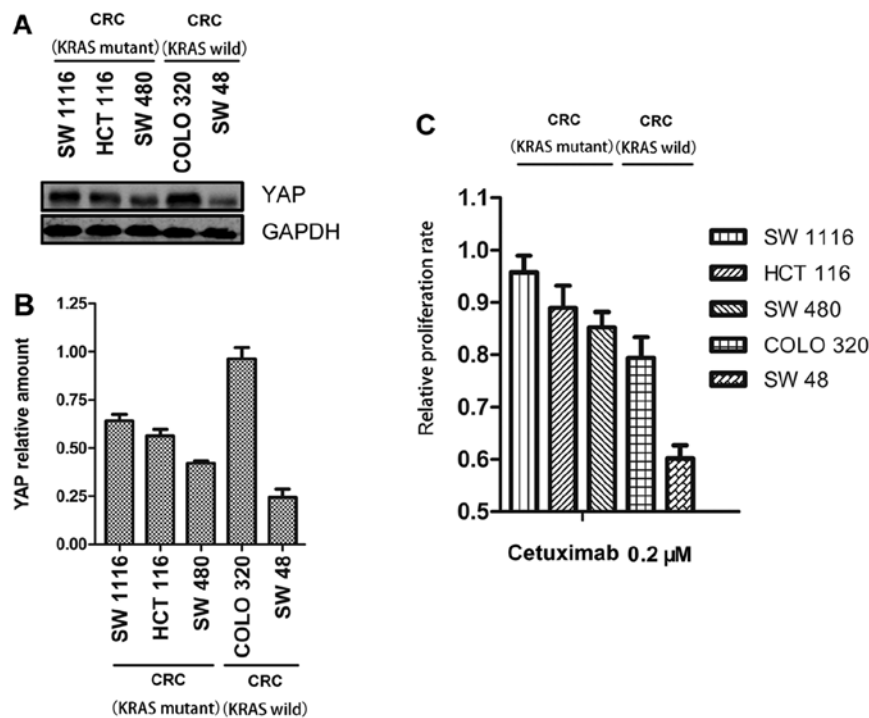 A
CRC CRC
(KRAS mutant) (KRAS wild)
SW 1116
HCT 116
SW 480
COLO 320
SW 48
YAP
GAPDH
B
YAP relative amount
1.25
1.00
0.75
0.50
0.25
0.00
SW 1116
HCT 116
SW 480
COLO 320
SW 48
CRC CRC
(KRAS mutant) (KRAS wild)
C
CRC CRC
(KRAS mutant) (KRAS wild)
Relative proliferation rate
1.1
1.0
0.9
0.8
0.7
0.6
0.5
Cetuximab 0.2 μM
SW 1116
HCT 116
SW 480
COLO 320
SW 48